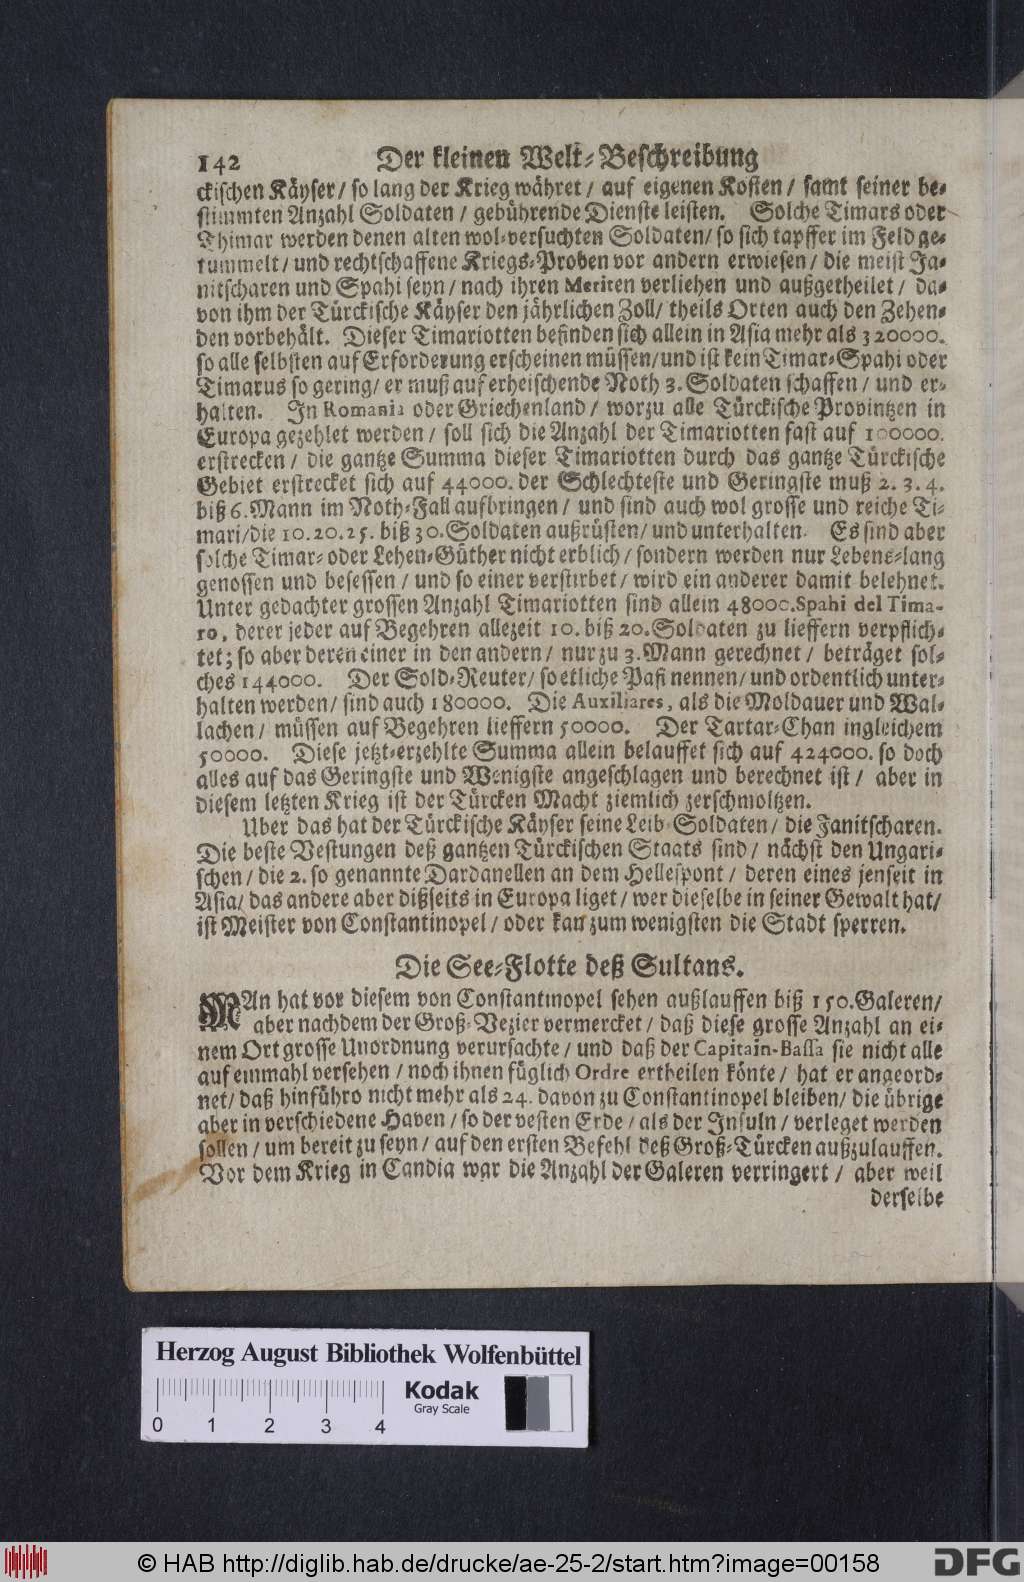 142 Der kleinen Welt-Beschreibung
ckischen Käyser / so lang der Krieg währet / auf eigenen Kosten / samt seiner be-
stimmten Anzahl Soldaten / gebührende Dienste leisten. Solche Timars oder
Thimar werden denen alten wol-versuchten Soldaten / so sich tapffer im Feld ge-
tummelt / und rechtschaffene Kriegs-Proben vor andern erwiesen / die meist Ja-
nitscharen und Spahi seyn / nach ihren Meriten verliehen und außgetheilet / da-
von ihm der Türckische Käyser den jährlichen Zoll / theils Orten auch den Zehen-
den vorbehält. Dieser Timariotten befinden sich allein in Asia mehr als 320000.
so alle selbsten auf Erforderung erscheinen müssen / und ist kein Timar-Spahi oder
Timarus so gering / er muß auf erheischende Noth 3. Soldaten schaffen / und er-
halten. In Romania oder Griechenland / worzu alle Türckische Provintzen in
Europa gezehlet werden / soll sich die Anzahl der Timariotten fast auf 100000.
erstrecken / die gantze Summa dieser Timariotten durch das gantze Türckische
Gebiet erstrecket sich auf 44000. der Schlechteste und Geringste muß 2. 3. 4.
biß 6. Mann im Noth-Fall aufbringen / und sind auch wol grosse und reiche Ti-
mari / die 10. 20. 25. biß 30. Soldaten außrüsten / und unterhalten. Es sind aber
solche Timar- oder Lehen-Güther nicht erblich / sondern werden nur Lebens-lang
genossen und besessen / und so einer verstirbet / wird ein anderer damit belehnet.
Unter gedachter grossen Anzahl Timariotten sind allein 48000. Spahi del Tima-
ro, derer jeder auf Begehren allezeit 10. biß 20. Soldaten zu lieffern verpflich-
tet; so aber deren einer in den andern / nur zu 3. Mann gerechnet / beträget sol-
ches 144000. Der Sold-Reuter / so etliche Pasi nennen / und ordentlich unter-
halten werden / sind auch 180000. Die Auxiliares, als die Moldauer und Wal-
lachen / müssen auf Begehren lieffern 50000. Der Tartar-Chan ingleichem
50000. Diese jetzt-erzehlte Summa allein belauffet sich auf 424000. so doch
alles auf das Geringste und Wenigste angeschlagen und berechnet ist / aber in
diesem letzten Krieg ist der Türcken Macht ziemlich zerschmoltzen.
Uber das hat der Türckische Käyser seine Leib-Soldaten / die Janitscharen.
Die beste Vestungen deß gantzen Türckischen Staats sind / nächst den Ungari-
schen / die 2. so genannte Dardanellen an dem Hellespont / deren eines jenseit in
Asia / das andere aber dißseits in Europa liget / wer dieselbe in seiner Gewalt hat /
ist Meister von Constantinopel / oder kan zum wenigsten die Stadt sperren.
Die See-Flotte deß Sultans.
MAn hat vor diesem von Constantinopel sehen außlauffen biß 150. Galeren /
aber nachdem der Groß-Vezier vermercket / daß diese grosse Anzahl an ei-
nem Ort grosse Unordnung verursachte / und daß der Capitain-Bassa sie nicht alle
auf einmahl versehen / noch ihnen füglich Ordre ertheilen könte / hat er angeord-
net / daß hinführo nicht mehr als 24. davon zu Constantinopel bleiben / die übrige
aber in verschiedene Haven / so der vesten Erde / als der Insuln / verleget werden
sollen / um bereit zu seyn / auf den ersten Befehl deß Groß-Türcken außzulauffen.
Vor dem Krieg in Candia war die Anzahl der Galeren verringert / aber weil
derselbe
Herzog August Bibliothek Wolfenbüttel
Kodak
Gray Scale
0 1 2 3 4
© HAB http://diglib.hab.de/drucke/ae-25-2/start.htm?image=00158
DFG